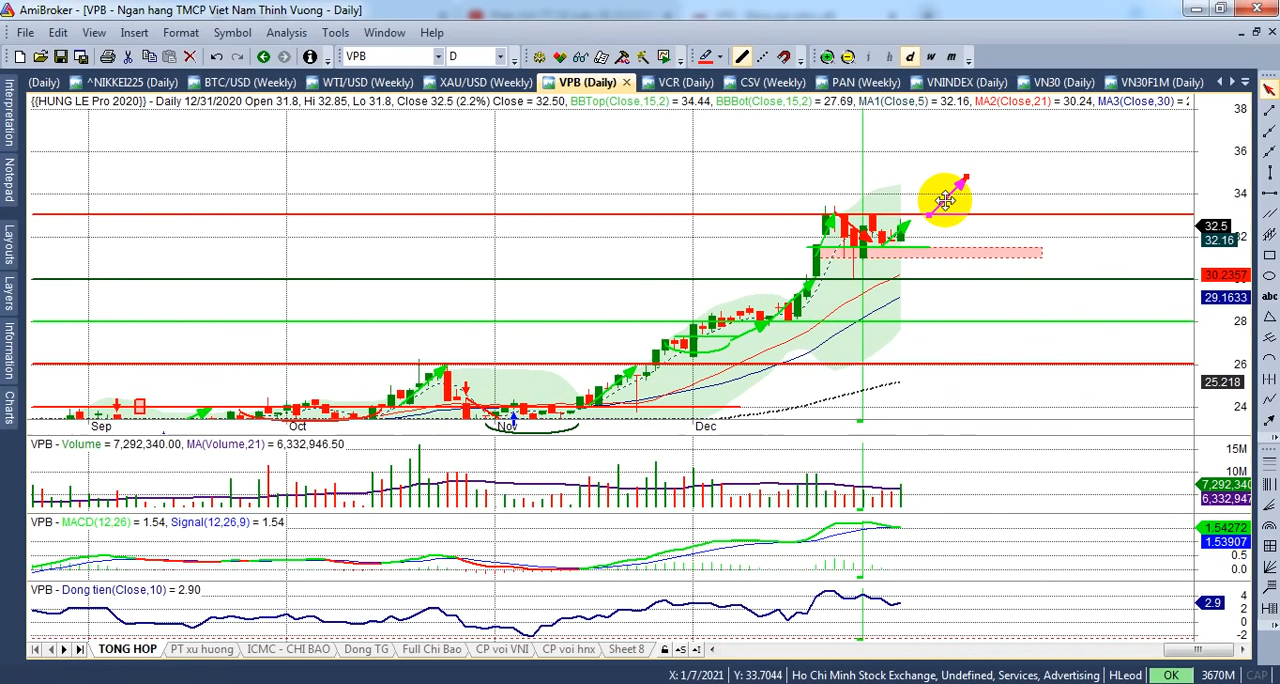 AmiBroker - [VPB - Ngan hang TMCP Viet Nam Thinh Vuong - Daily]
File Edit View Insert Format Symbol Analysis Tools Window Help
VPB D i h d w m
(Daily) ^NIKKEI225 (Daily) BTC/USD (Weekly) WTI/USD (Weekly) XAU/USD (Weekly) VPB (Daily) VCR (Daily) CSV (Weekly) PAN (Weekly) VNINDEX (Daily) VN30 (Daily) VN30F1M (Daily)
{{HUNG LE Pro 2020}} - Daily 12/31/2020 Open 31.8, Hi 32.85, Lo 31.8, Close 32.5 (2.2%) Close = 32.50, BBTop(Close,15,2) = 34.44, BBBot(Close,15,2) = 27.69, MA1(Close,5) = 32.16, MA2(Close,21) = 30.24, MA3(Close,30) = 2
Interpretation
Notepad
Layouts
Layers
Information
Charts
38
36
34
32.5
32.16
32
30.2357
29.1633
28
26
25.218
24
abc
Sep Oct Nov Dec
VPB - Volume = 7,292,340.00, MA(Volume,21) = 6,332,946.50
15M
10M
7,292,340
6,332,947
VPB - MACD(12,26) = 1.54, Signal(12,26,9) = 1.54
1.54272
1.53907
0.5
0.0
VPB - Dong tien(Close,10) = 2.90
4
2.9
2
0
-2
TONG HOP PT xu huong ICMC - CHI BAO Dong TG Full Chi Bao CP voi VNI CP voi hnx Sheet 8
X: 1/7/2021 Y: 33.7044 Ho Chi Minh Stock Exchange, Undefined, Services, Advertising HLeod OK 3670M CAP